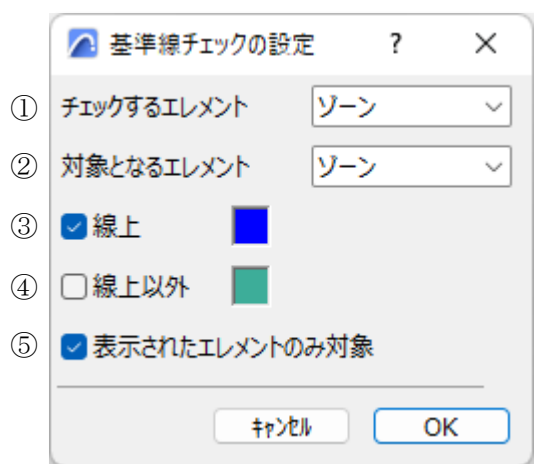 基準線チェックの設定 ? ×
① チェックするエレメント ゾーン
② 対象となるエレメント ゾーン
③ 線上
④ 線上以外
⑤ 表示されたエレメントのみ対象
ｷｬﾝｾﾙ OK